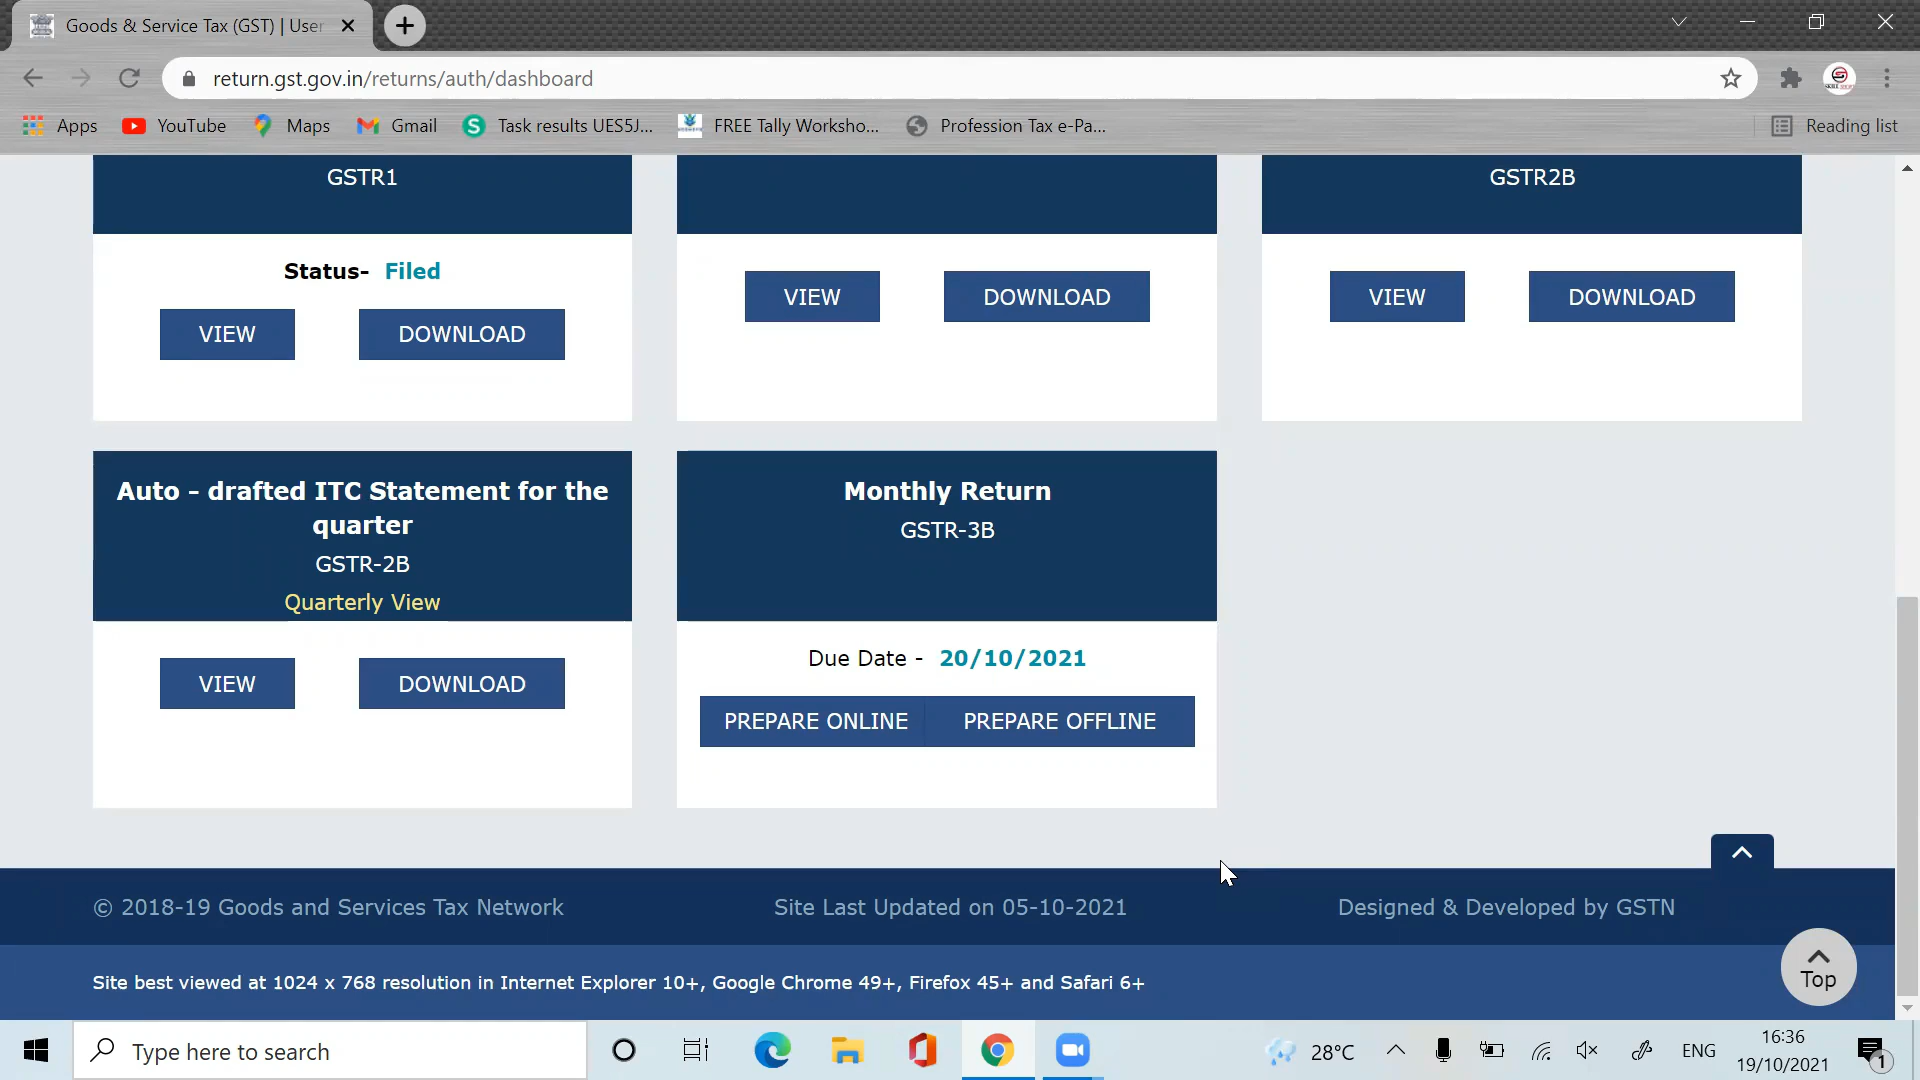 Goods & Service Tax (GST) | User
return.gst.gov.in/returns/auth/dashboard
Apps
YouTube
Maps
Gmail
Task results UES5J...
FREE Tally Worksho...
Profession Tax e-Pa...
Reading list
GSTR1
GSTR2B
Status- Filed
VIEW DOWNLOAD
VIEW DOWNLOAD
VIEW DOWNLOAD
Auto - drafted ITC Statement for the
quarter
GSTR-2B
Quarterly View
VIEW DOWNLOAD
Monthly Return
GSTR-3B
Due Date - 20/10/2021
PREPARE ONLINE PREPARE OFFLINE
© 2018-19 Goods and Services Tax Network
Site Last Updated on 05-10-2021
Designed & Developed by GSTN
Site best viewed at 1024 x 768 resolution in Internet Explorer 10+, Google Chrome 49+, Firefox 45+ and Safari 6+
Top
Type here to search
28°C
ENG
16:36
19/10/2021
1